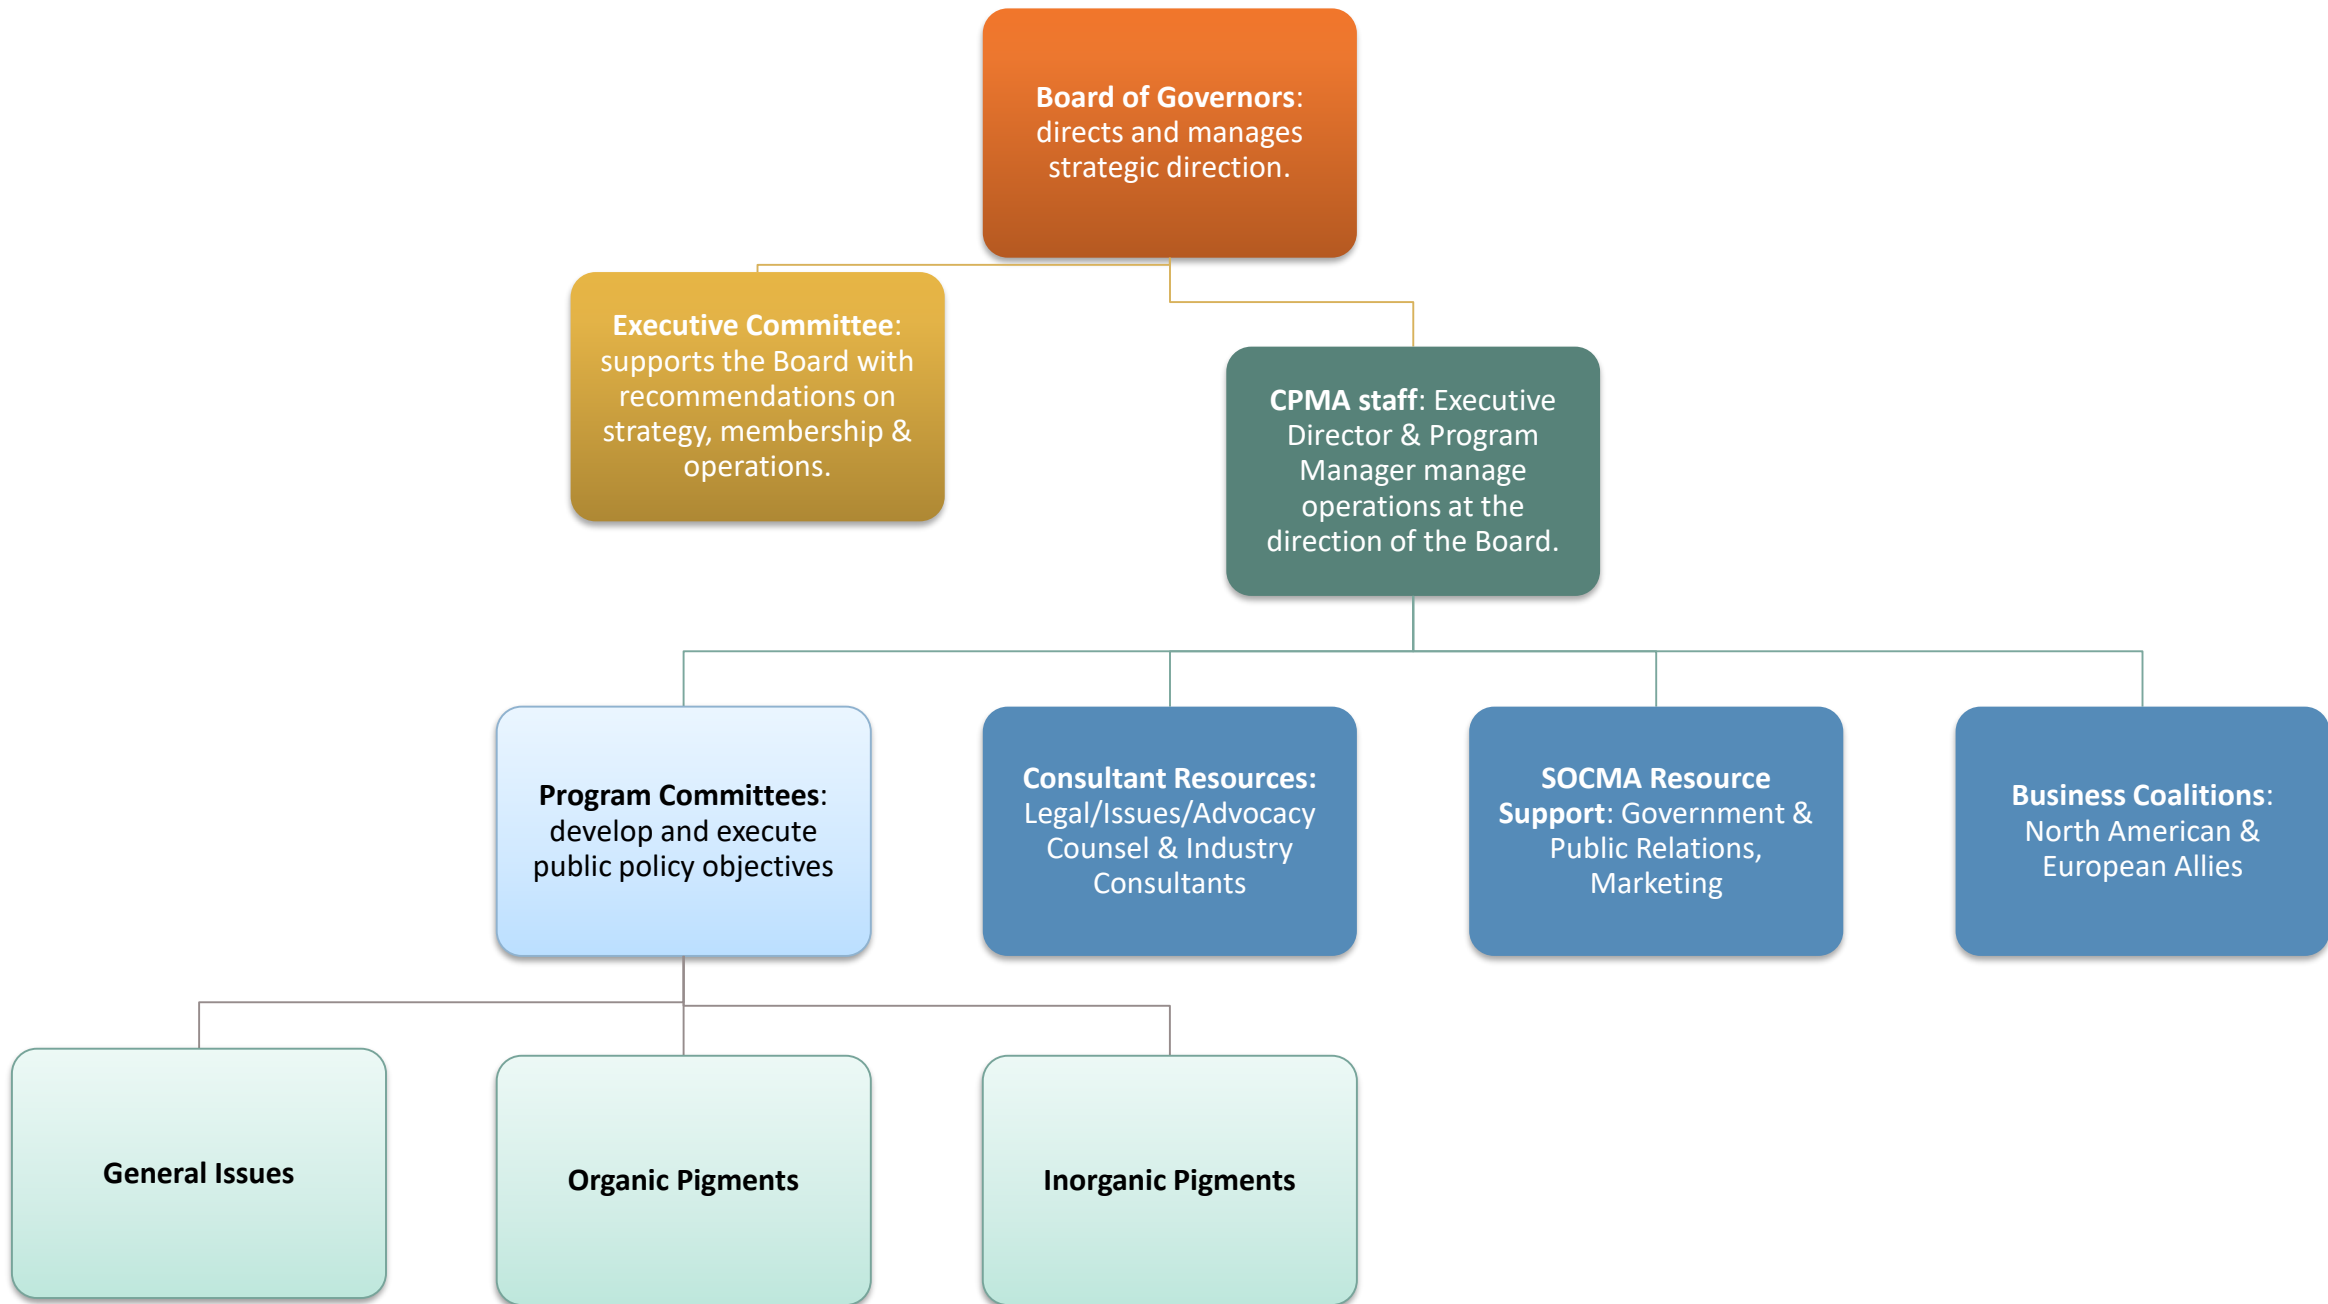 Board of Governors:
directs and manages
strategic direction.
Executive Committee:
supports the Board with
recommendations on
strategy, membership &
operations.
CPMA staff: Executive
Director & Program
Manager manage
operations at the
direction of the Board.
Program Committees:
develop and execute
public policy objectives
Consultant Resources:
Legal/Issues/Advocacy
Counsel & Industry
Consultants
SOCMA Resource
Support: Government &
Public Relations,
Marketing
Business Coalitions:
North American &
European Allies
General Issues
Organic Pigments
Inorganic Pigments